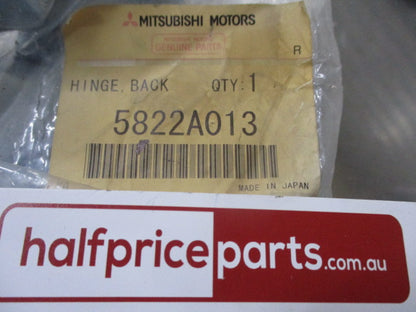 MITSUBISHI MOTORS
GENUINE PARTS
R
HINGE, BACK QTY:1
5822A013
MADE IN JAPAN
halfpriceparts.com.au